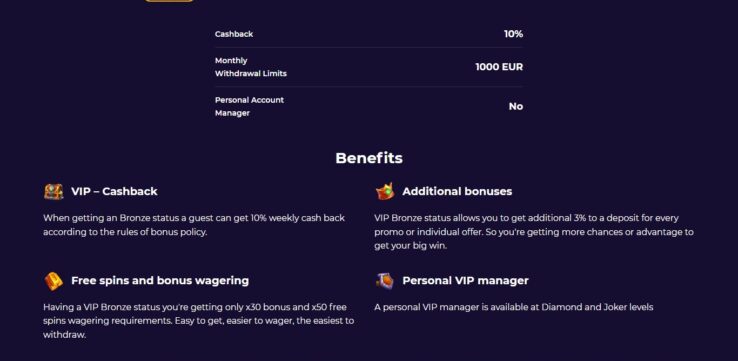 Cashback 10%
Monthly
Withdrawal Limits 1000 EUR
Personal Account
Manager No
Benefits
VIP – Cashback
When getting an Bronze status a guest can get 10% weekly cash back
according to the rules of bonus policy.
Additional bonuses
VIP Bronze status allows you to get additional 3% to a deposit for every
promo or individual offer. So you're getting more chances or advantage to
get your big win.
Free spins and bonus wagering
Having a VIP Bronze status you're getting only x30 bonus and x50 free
spins wagering requirements. Easy to get, easier to wager, the easiest to
withdraw.
Personal VIP manager
A personal VIP manager is available at Diamond and Joker levels